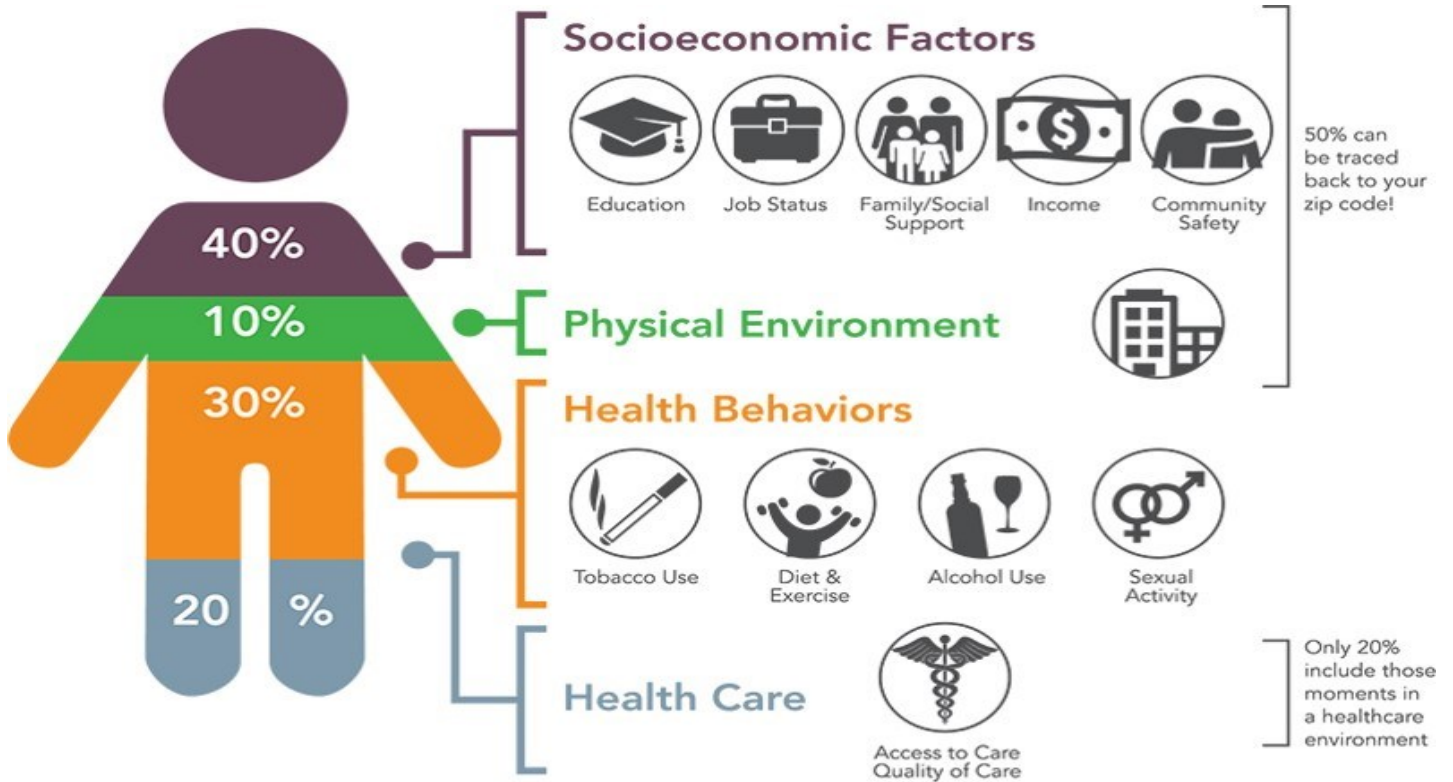 Socioeconomic Factors
Education
Job Status
Family/Social
Support
Income
Community
Safety
50% can
be traced
back to your
zip code!
40%
10%
Physical Environment
30%
Health Behaviors
Tobacco Use
Diet &
Exercise
Alcohol Use
Sexual
Activity
20 %
Health Care
Access to Care
Quality of Care
Only 20%
include those
moments in
a healthcare
environment